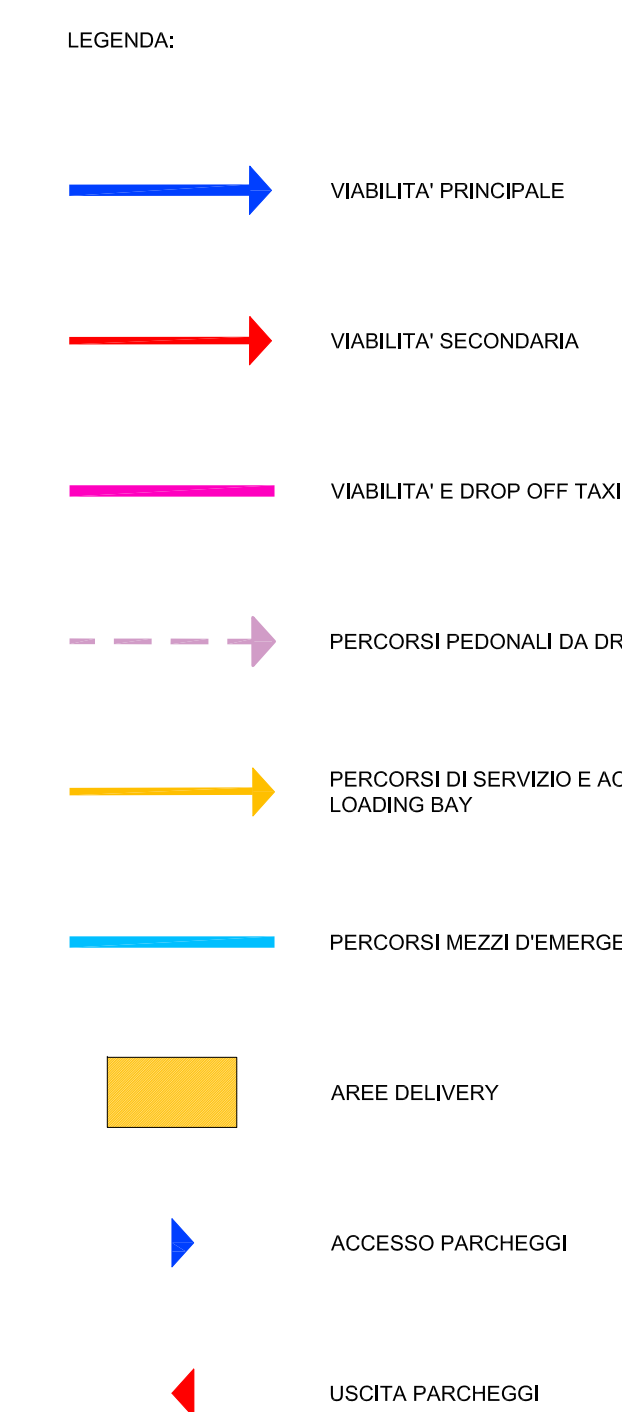 LEGENDA:
VIABILITA' PRINCIPALE
VIABILITA' SECONDARIA
VIABILITA' E DROP OFF TAXI
PERCORSI PEDONALI DA DR
PERCORSI DI SERVIZIO E AC
LOADING BAY
PERCORSI MEZZI D'EMERGE
AREE DELIVERY
ACCESSO PARCHEGGI
USCITA PARCHEGGI